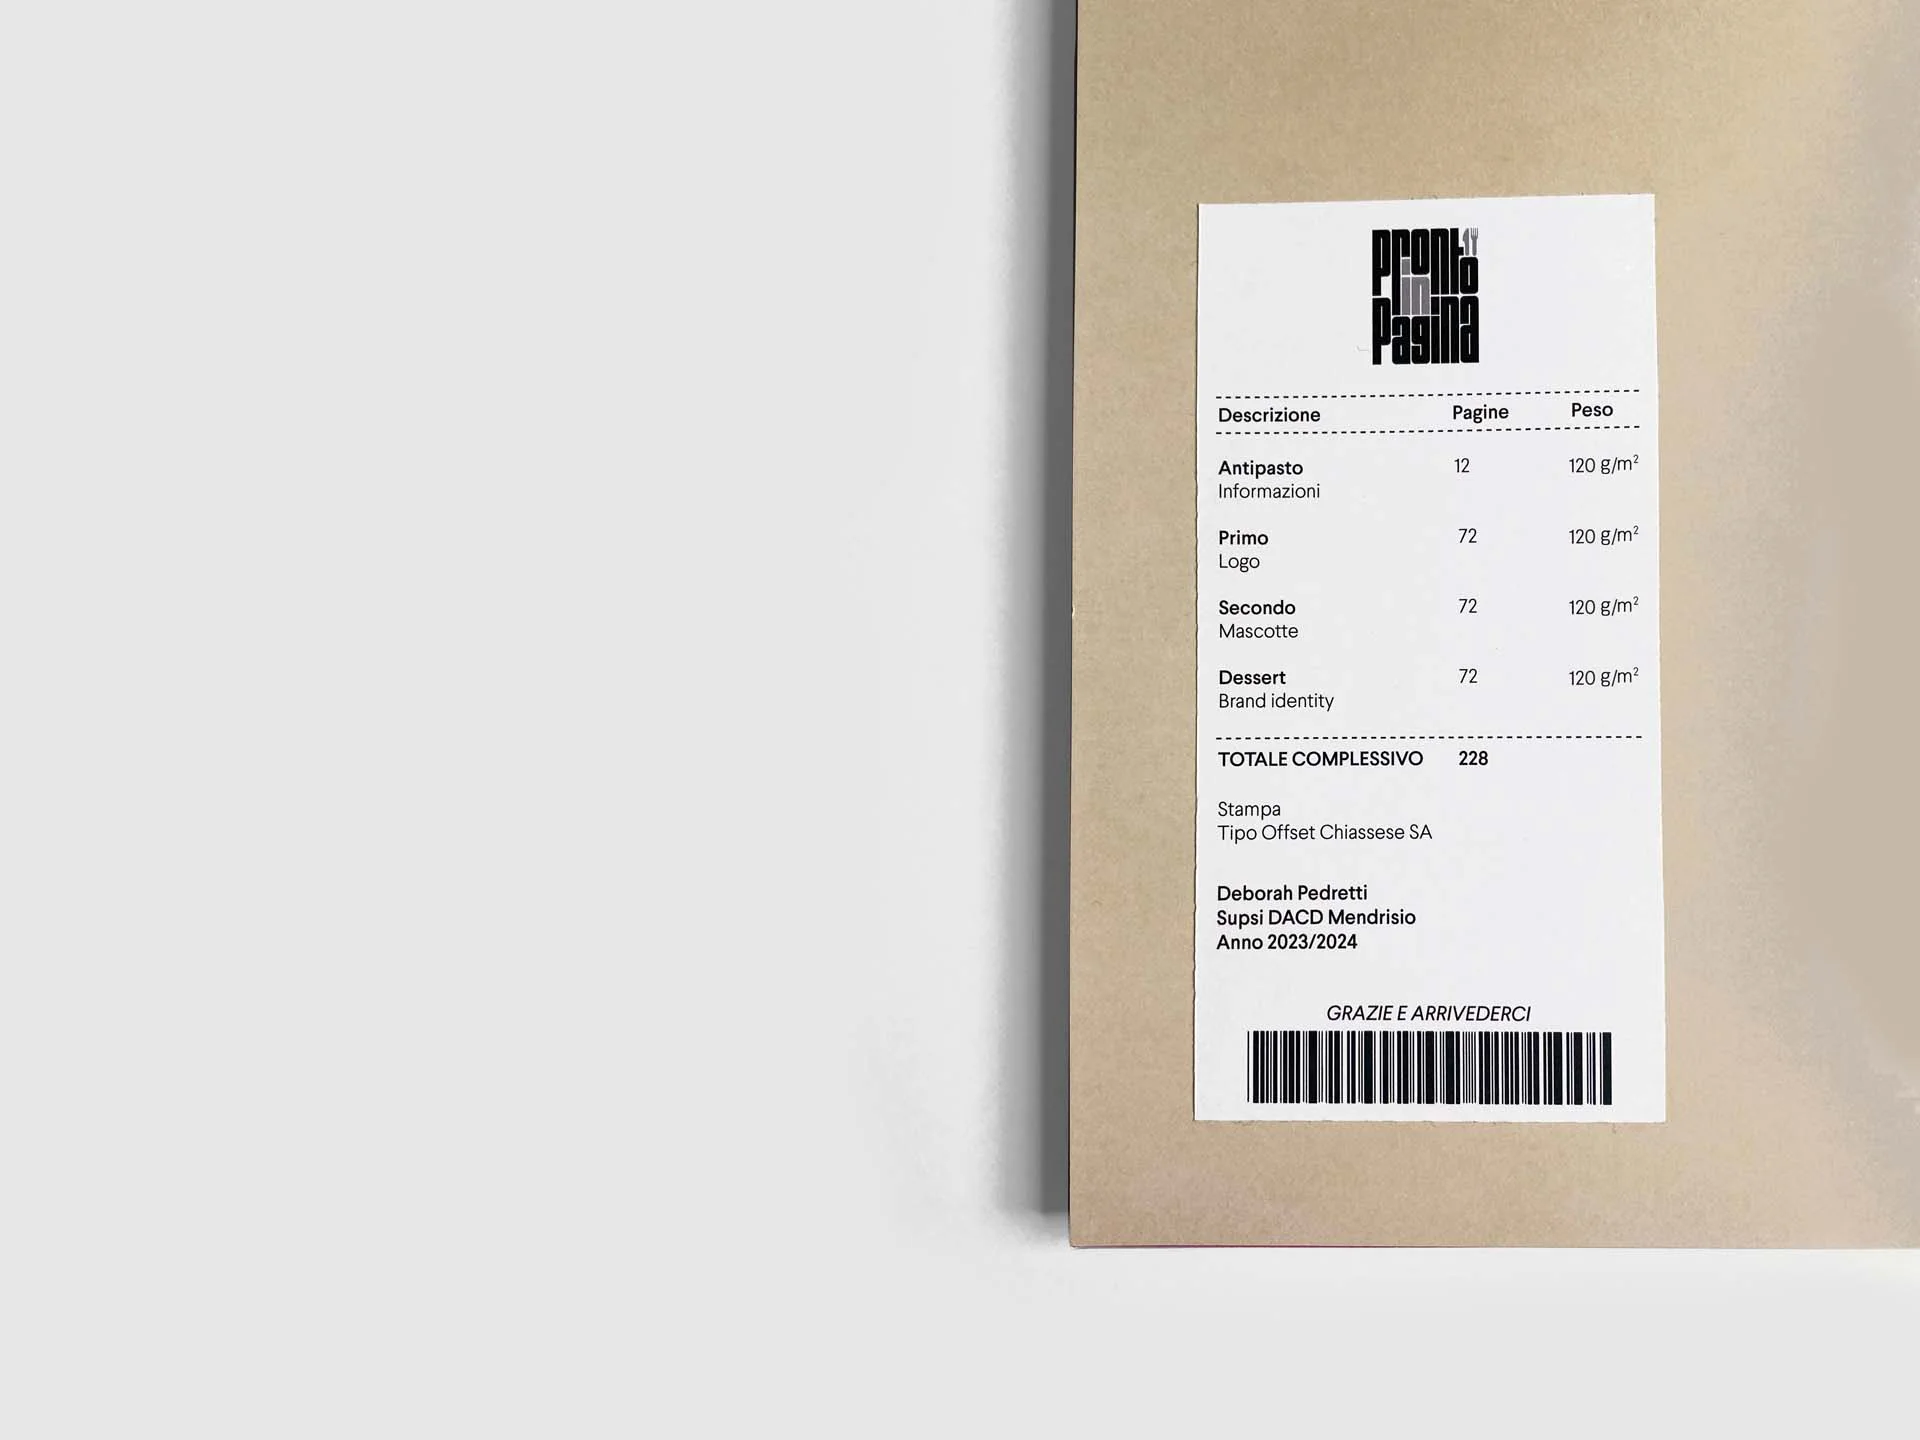 pronto
in
pagina
Descrizione Pagine Peso
Antipasto 12 120 g/m²
Informazioni
Primo 72 120 g/m²
Logo
Secondo 72 120 g/m²
Mascotte
Dessert 72 120 g/m²
Brand identity
TOTALE COMPLESSIVO 228
Stampa
Tipo Offset Chiassese SA
Deborah Pedretti
Supsi DACD Mendrisio
Anno 2023/2024
GRAZIE E ARRIVEDERCI